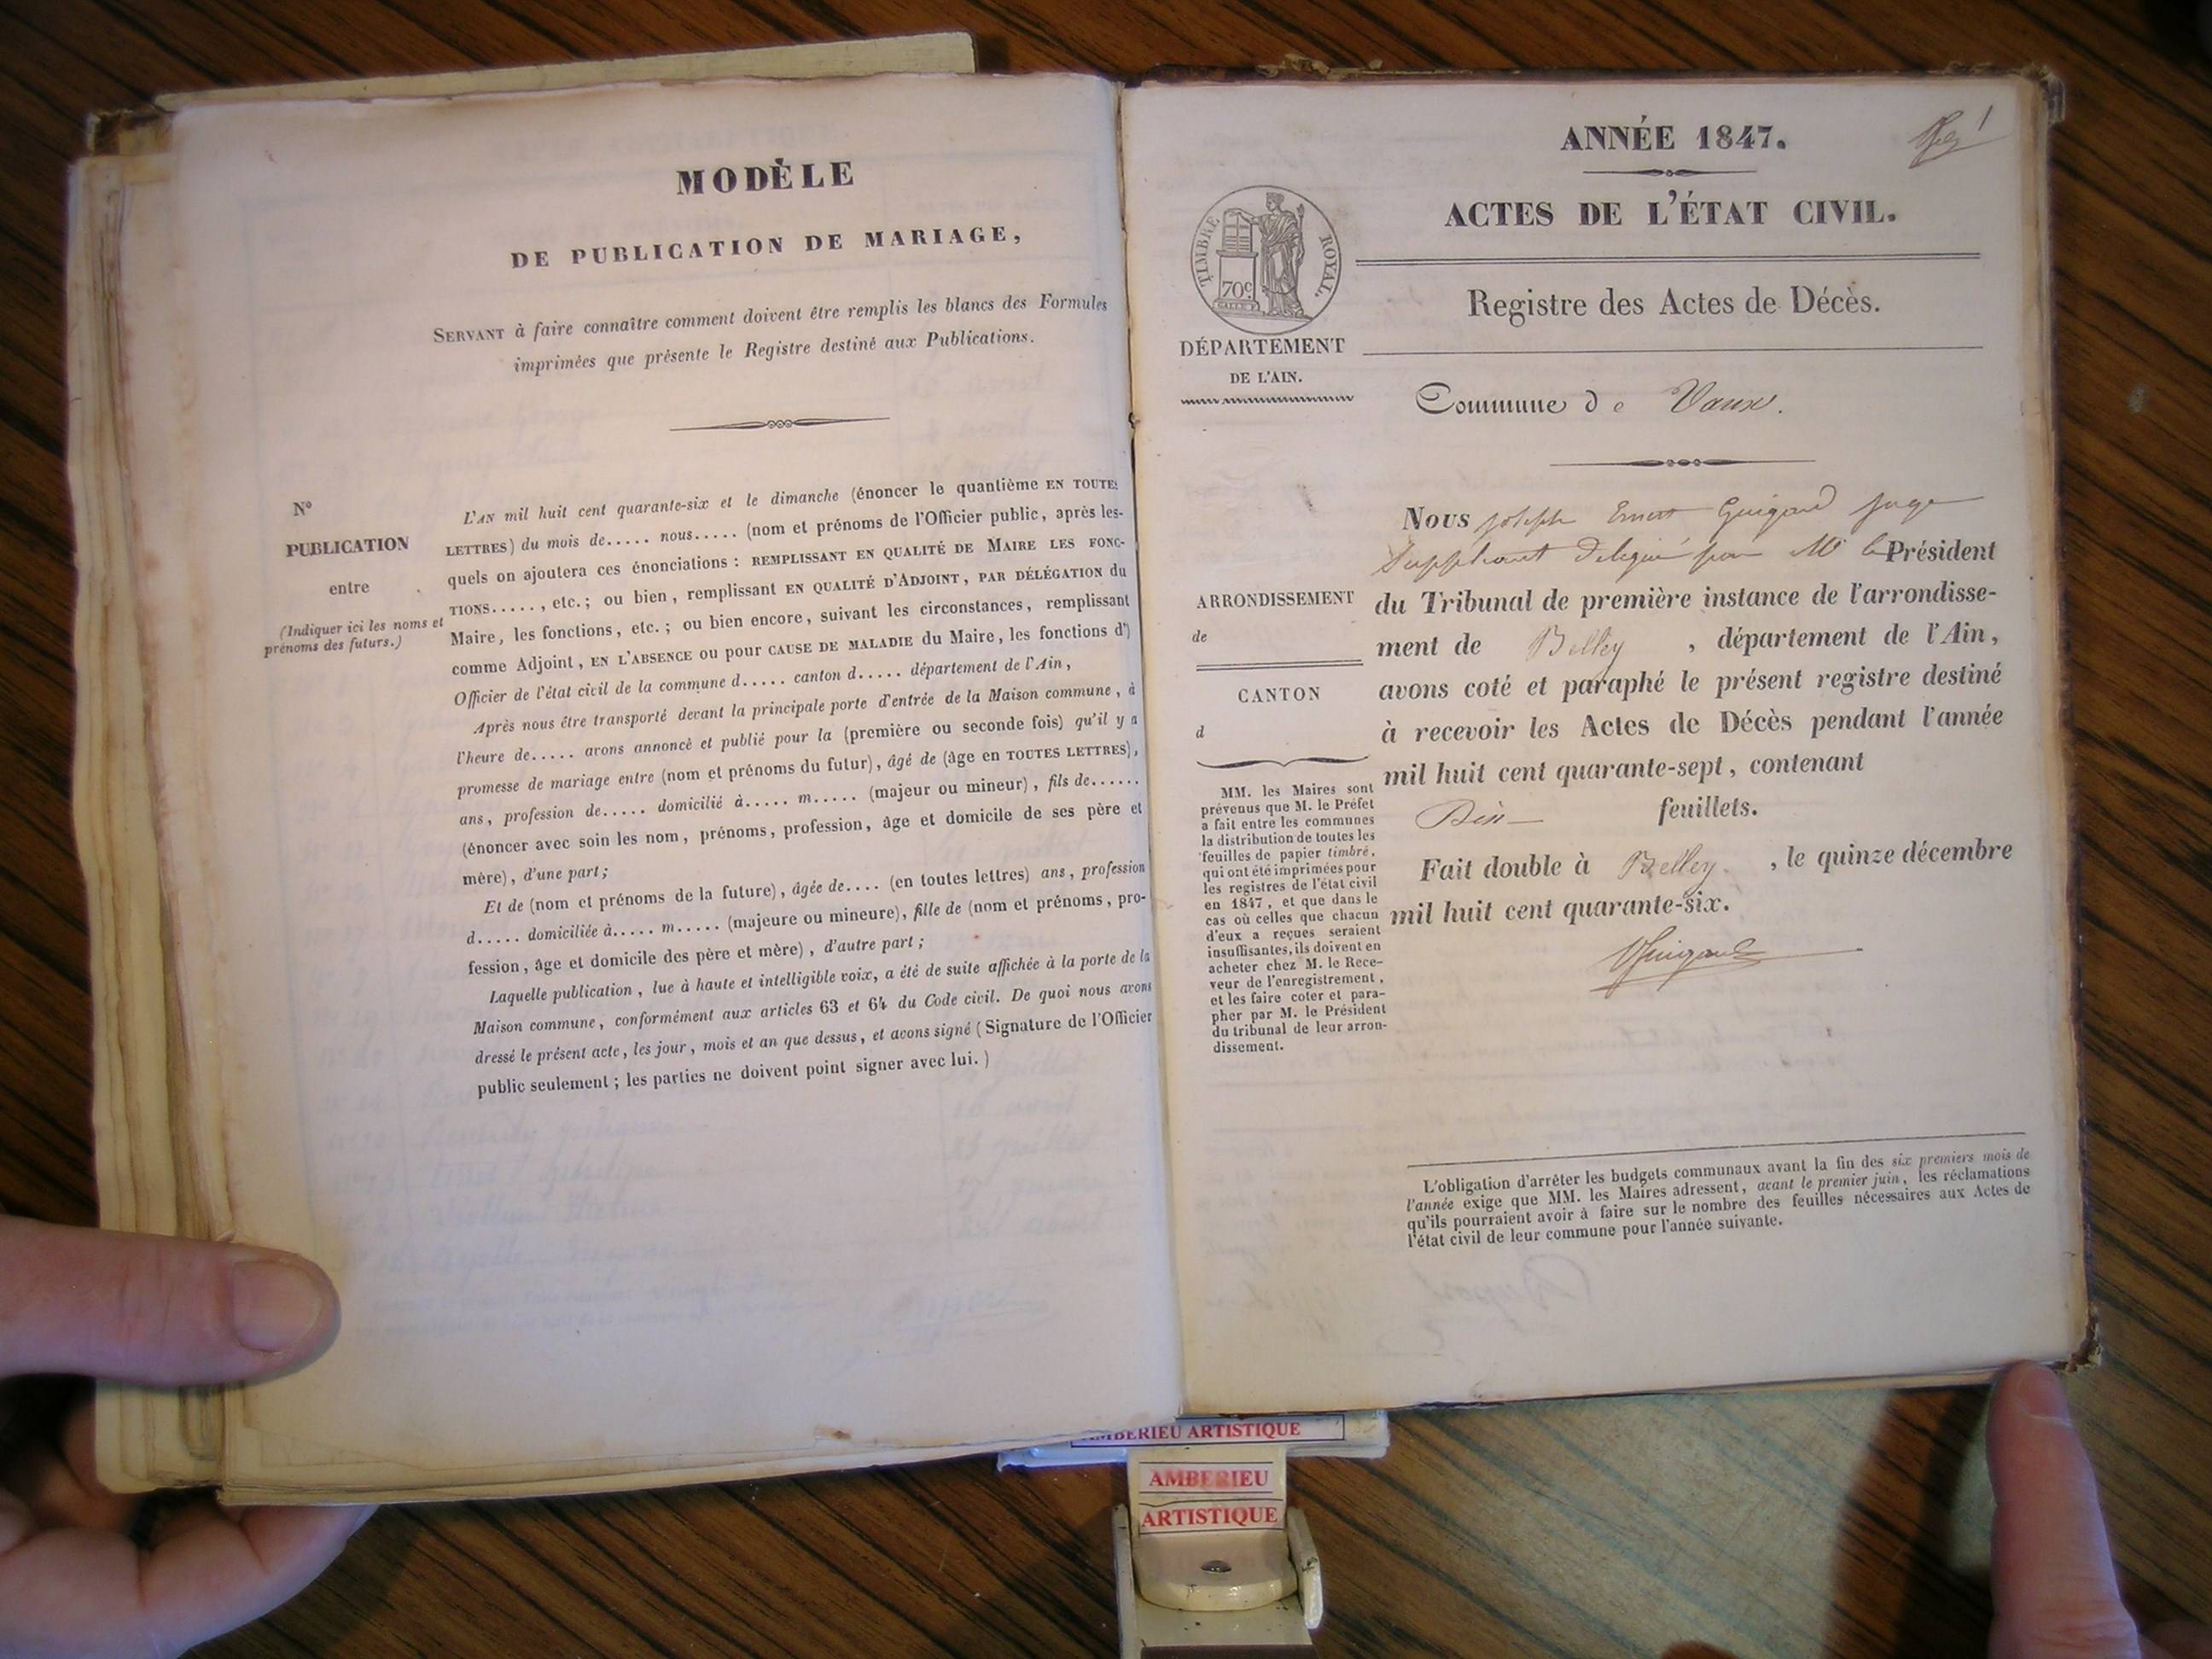 MODÈLE
DE PUBLICATION DE MARIAGE,
SERVANT à faire connaître comment doivent être remplis les blancs des Formules
imprimées que présente le Registre destiné aux Publications.
N°
PUBLICATION
entre
(Indiquer ici les noms et
prénoms des futurs.)
L'AN mil huit cent quarante-six et le dimanche (énoncer le quantième EN TOUTES
LETTRES) du mois de..... nous..... (nom et prénoms de l'Officier public, après les-
quels on ajoutera ces énonciations : REMPLISSANT EN QUALITÉ DE MAIRE LES FONC-
TIONS....., etc.; ou bien, remplissant EN QUALITÉ D'ADJOINT, PAR DÉLÉGATION du
Maire, les fonctions, etc.; ou bien encore, suivant les circonstances, remplissant
comme Adjoint, EN L'ABSENCE ou pour CAUSE DE MALADIE du Maire, les fonctions d')
Officier de l'état civil de la commune d..... canton d..... département de l'Ain,
Après nous être transporté devant la principale porte d'entrée de la Maison commune, à
l'heure de..... avons annoncé et publié pour la (première ou seconde fois) qu'il y a
promesse de mariage entre (nom et prénoms du futur), âgé de (âge en TOUTES LETTRES),
ans, profession de..... domicilié à..... m..... (majeur ou mineur), fils de......
(énoncer avec soin les nom, prénoms, profession, âge et domicile de ses père et
mère), d'une part;
Et de (nom et prénoms de la future), âgée de.... (en toutes lettres) ans, profession
d..... domiciliée à..... m..... (majeure ou mineure), fille de (nom et prénoms, pro-
fession, âge et domicile des père et mère), d'autre part;
Laquelle publication, lue à haute et intelligible voix, a été de suite affichée à la porte de la
Maison commune, conformément aux articles 63 et 64 du Code civil. De quoi nous avons
dressé le présent acte, les jour, mois et an que dessus, et avons signé (Signature de l'Officier
public seulement; les parties ne doivent point signer avec lui.)
ANNÉE 1847.
ACTES DE L'ÉTAT CIVIL.
TIMBRE ROYAL.
70c
Registre des Actes de Décès.
DÉPARTEMENT
DE L'AIN.
Commune de Vaux.
ARRONDISSEMENT
de
CANTON
d
MM. les Maires sont
prévenus que M. le Préfet
a fait entre les communes
la distribution de toutes les
feuilles de papier timbré,
qui ont été imprimées pour
les registres de l'état civil
en 1847, et que dans le
cas où celles que chacun
d'eux a reçues seraient
insuffisantes, ils doivent en
acheter chez M. le Rece-
veur de l'enregistrement,
et les faire coter et para-
pher par M. le Président
du tribunal de leur arron-
dissement.
Nous joseph Ernest Guigard juge
Suppléant délégué par Mr le Président
du Tribunal de première instance de l'arrondisse-
ment de Belley, département de l'Ain,
avons coté et paraphé le présent registre destiné
à recevoir les Actes de Décès pendant l'année
mil huit cent quarante-sept, contenant
Dix feuillets.
Fait double à Belley, le quinze décembre
mil huit cent quarante-six.
L'obligation d'arrêter les budgets communaux avant la fin des six premiers mois de
l'année exige que MM. les Maires adressent, avant le premier juin, les réclamations
qu'ils pourraient avoir à faire sur le nombre des feuilles nécessaires aux Actes de
l'état civil de leur commune pour l'année suivante.
AMBERIEU ARTISTIQUE
AMBERIEU
ARTISTIQUE